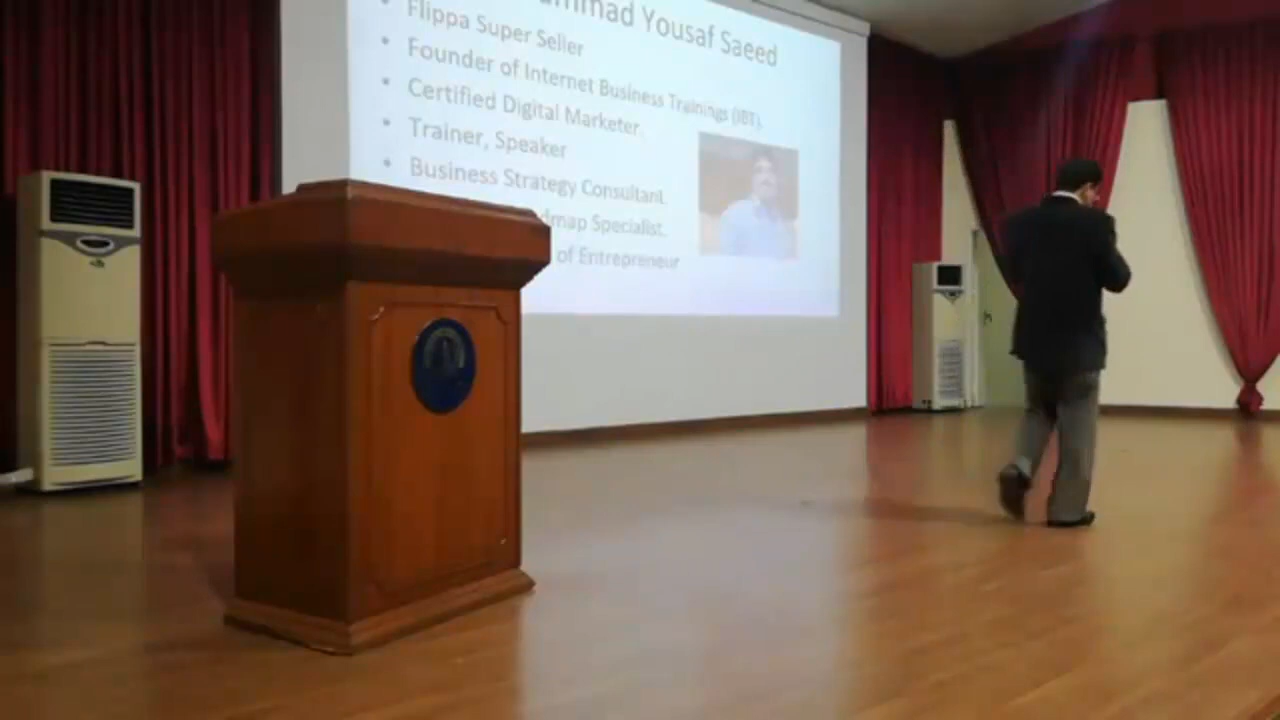 Yousaf Saeed
• Flippa Super Seller
• Founder of Internet Business Trainings (IBT).
• Certified Digital Marketer.
• Trainer, Speaker
• Business Strategy Consultant.
Specialist.
of Entrepreneur